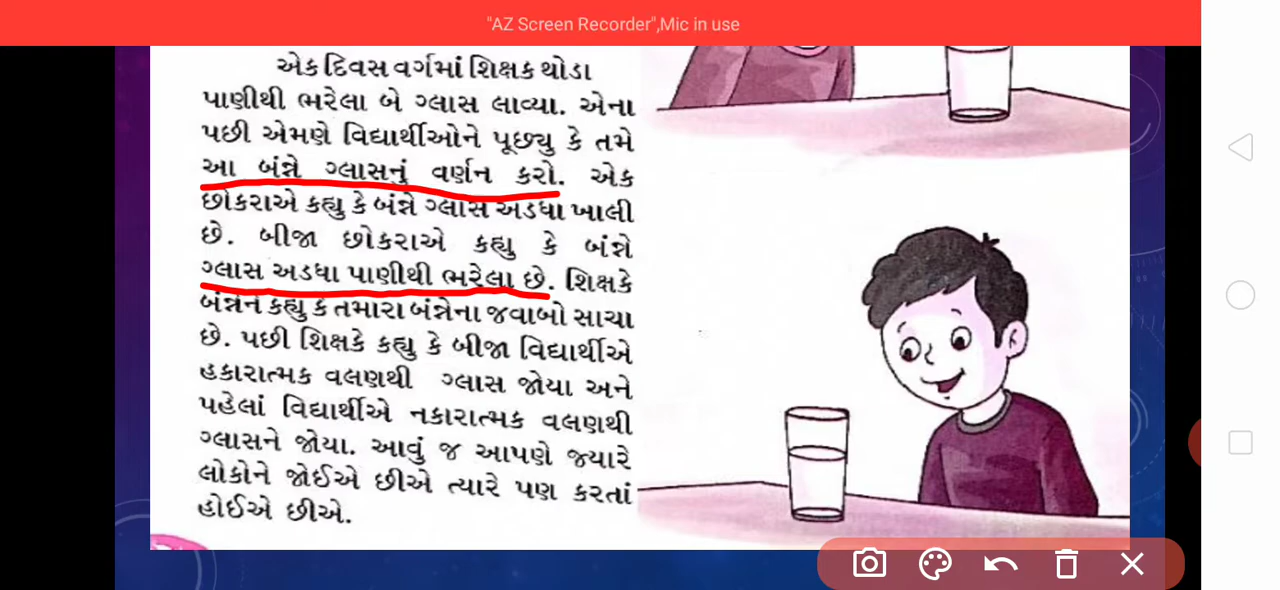 "AZ Screen Recorder",Mic in use
એક દિવસ વર્ગમાં શિક્ષક થોડા
પાણીથી ભરેલા બે ગ્લાસ લાવ્યા. એના
પછી એમણે વિદ્યાર્થીઓને પૂછ્યુ કે તમે
આ બંન્ને ગ્લાસનું વર્ણન કરો. એક
છોકરાએ કહ્યુ કે બંન્ને ગ્લાસ અડધા ખાલી
છે. બીજા છોકરાએ કહ્યુ કે બંન્ને
ગ્લાસ અડધા પાણીથી ભરેલા છે. શિક્ષકે
બંન્નેને કહ્યુ કે તમારા બંન્નેના જવાબો સાચા
છે. પછી શિક્ષકે કહ્યુ કે બીજા વિદ્યાર્થીએ
હકારાત્મક વલણથી ગ્લાસ જોયા અને
પહેલાં વિદ્યાર્થીએ નકારાત્મક વલણથી
ગ્લાસને જોયા. આવું જ આપણે જ્યારે
લોકોને જોઈએ છીએ ત્યારે પણ કરતાં
હોઈએ છીએ.